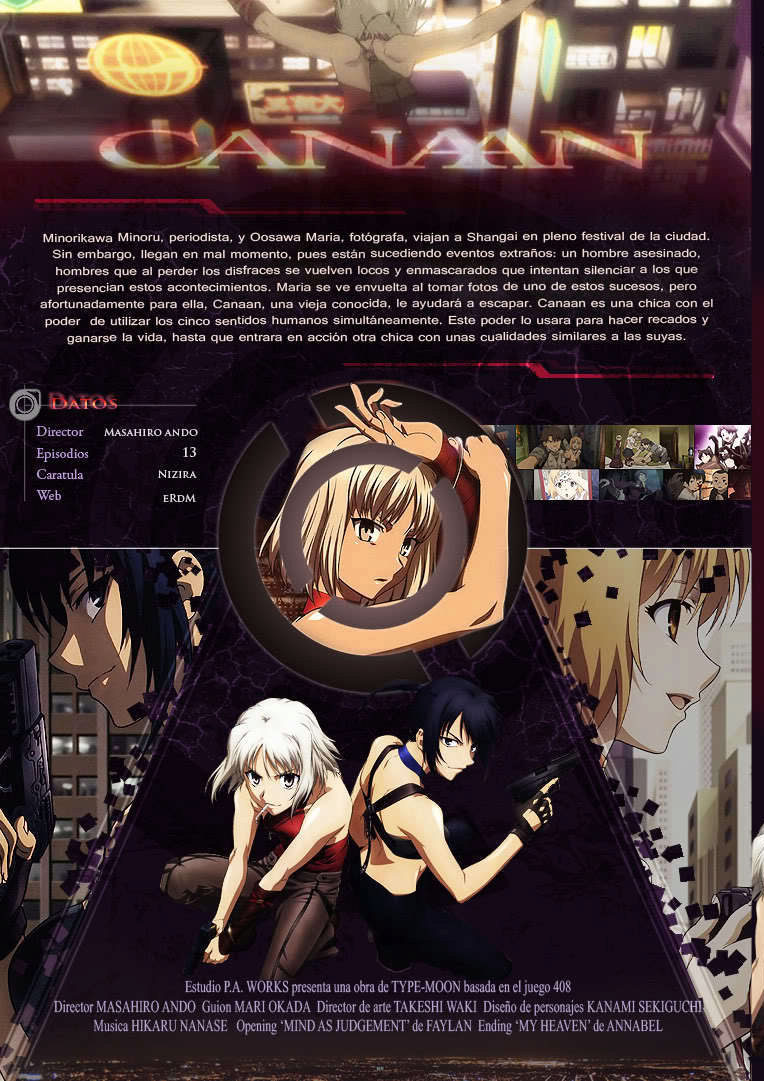 CANAAN
Minorikawa Minoru, periodista, y Oosawa Maria, fotógrafa, viajan a Shangai en pleno festival de la ciudad.
Sin embargo, llegan en mal momento, pues están sucediendo eventos extraños: un hombre asesinado,
hombres que al perder los disfraces se vuelven locos y enmascarados que intentan silenciar a los que
presencian estos acontecimientos. Maria se ve envuelta al tomar fotos de uno de estos sucesos, pero
afortunadamente para ella, Canaan, una vieja conocida, le ayudará a escapar. Canaan es una chica con el
poder de utilizar los cinco sentidos humanos simultáneamente. Este poder lo usara para hacer recados y
ganarse la vida, hasta que entrara en acción otra chica con unas cualidades similares a las suyas.
Datos
Director Masahiro ando
Episodios 13
Caratula Nizira
Web eRdM
Estudio P.A. WORKS presenta una obra de TYPE-MOON basada en el juego 408
Director MASAHIRO ANDO Guion MARI OKADA Director de arte TAKESHI WAKI Diseño de personajes KANAMI SEKIGUCHI
Musica HIKARU NANASE Opening ‘MIND AS JUDGEMENT’ de FAYLAN Ending ‘MY HEAVEN’ de ANNABEL